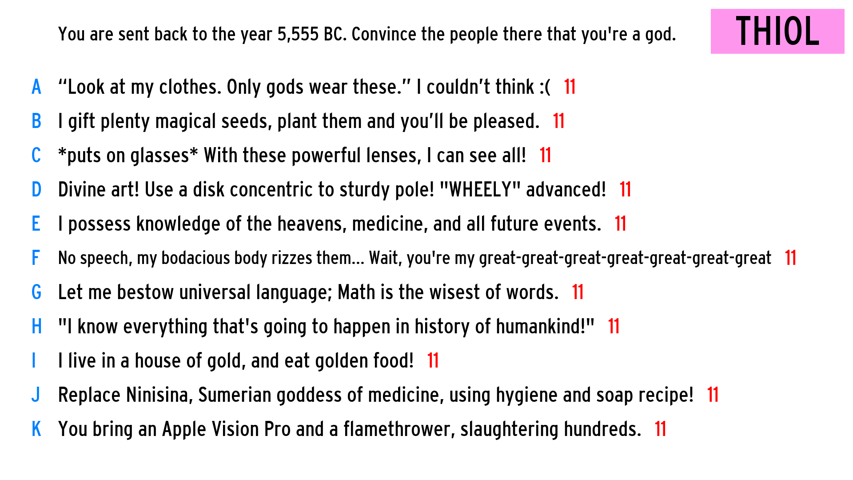 You are sent back to the year 5,555 BC. Convince the people there that you're a god.
THIOL
A “Look at my clothes. Only gods wear these.” I couldn’t think :( 11
B I gift plenty magical seeds, plant them and you’ll be pleased. 11
C *puts on glasses* With these powerful lenses, I can see all! 11
D Divine art! Use a disk concentric to sturdy pole! "WHEELY" advanced! 11
E I possess knowledge of the heavens, medicine, and all future events. 11
F No speech, my bodacious body rizzes them... Wait, you're my great-great-great-great-great-great-great 11
G Let me bestow universal language; Math is the wisest of words. 11
H "I know everything that's going to happen in history of humankind!" 11
I I live in a house of gold, and eat golden food! 11
J Replace Ninisina, Sumerian goddess of medicine, using hygiene and soap recipe! 11
K You bring an Apple Vision Pro and a flamethrower, slaughtering hundreds. 11